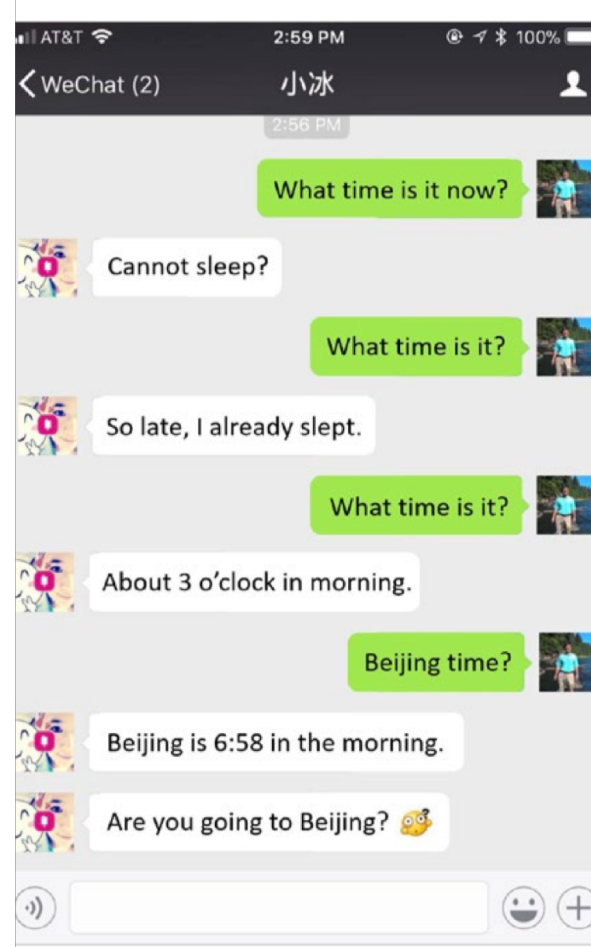 AT&T
2:59 PM
100%
WeChat (2)
小冰
2:56 PM
What time is it now?
Cannot sleep?
What time is it?
So late, I already slept.
What time is it?
About 3 o’clock in morning.
Beijing time?
Beijing is 6:58 in the morning.
Are you going to Beijing?